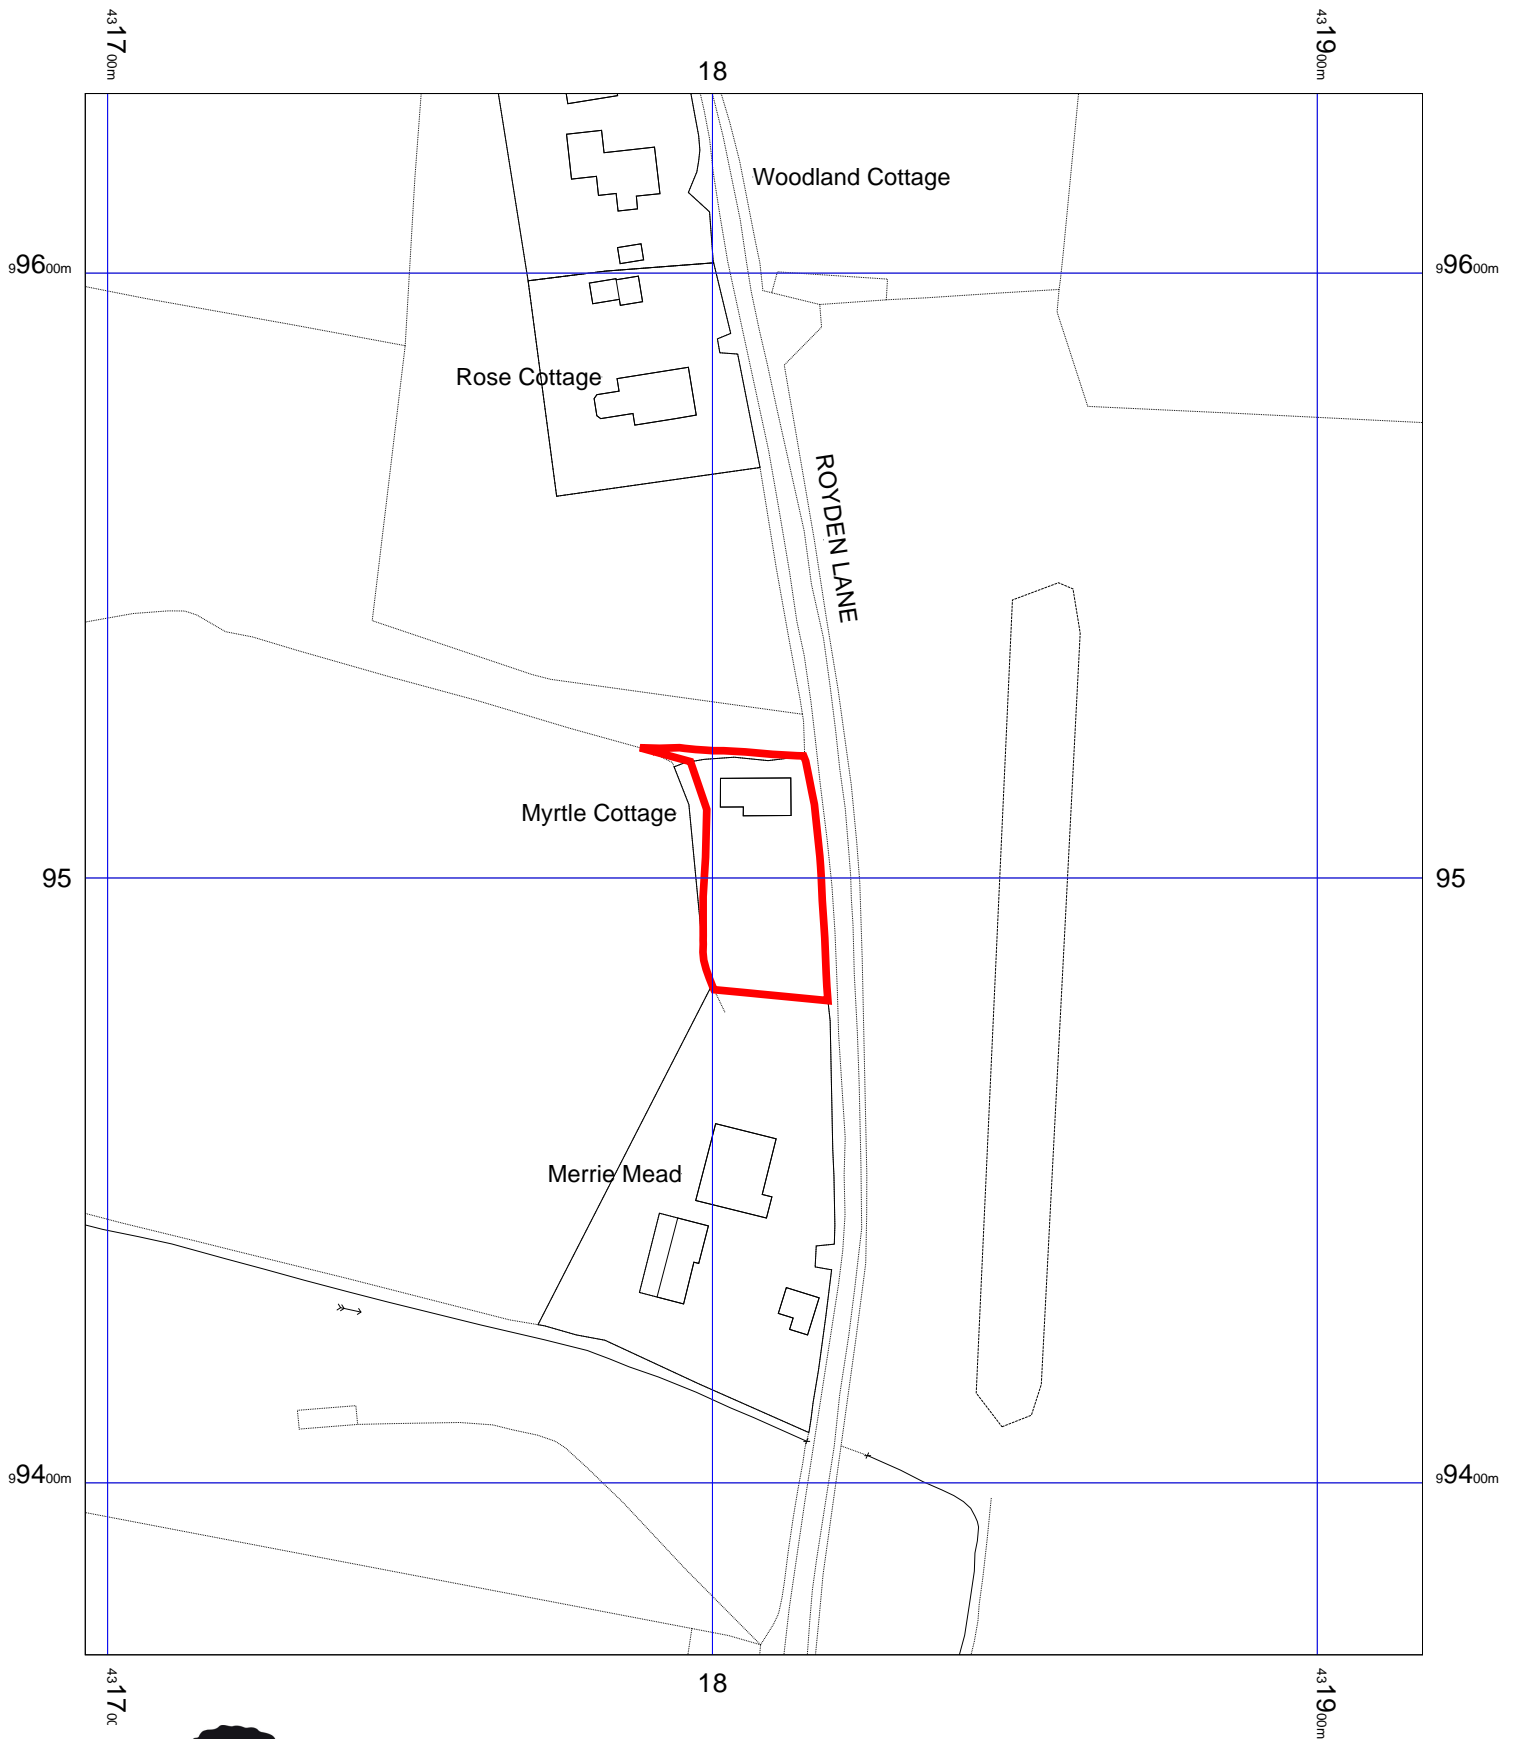 4317 00m
18
4319 00m
Woodland Cottage
996 00m
996 00m
Rose Cottage
ROYDEN LANE
Myrtle Cottage
95
95
Merrie Mead
994 00m
994 00m
4317 00
18
4319 00m